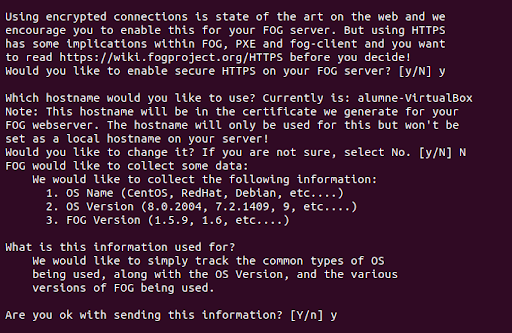 Using encrypted connections is state of the art on the web and we
encourage you to enable this for your FOG server. But using HTTPS
has some implications within FOG, PXE and fog-client and you want
to read https://wiki.fogproject.org/HTTPS before you decide!
Would you like to enable secure HTTPS on your FOG server? [y/N] y

Which hostname would you like to use? Currently is: alumne-VirtualBox
Note: This hostname will be in the certificate we generate for your
FOG webserver. The hostname will only be used for this but won't be
set as a local hostname on your server!
Would you like to change it? If you are not sure, select No. [y/N] N
FOG would like to collect some data:
    We would like to collect the following information:
      1. OS Name (CentOS, RedHat, Debian, etc....)
      2. OS Version (8.0.2004, 7.2.1409, 9, etc....)
      3. FOG Version (1.5.9, 1.6, etc....)

What is this information used for?
    We would like to simply track the common types of OS
    being used, along with the OS Version, and the various
    versions of FOG being used.

Are you ok with sending this information? [Y/n] y